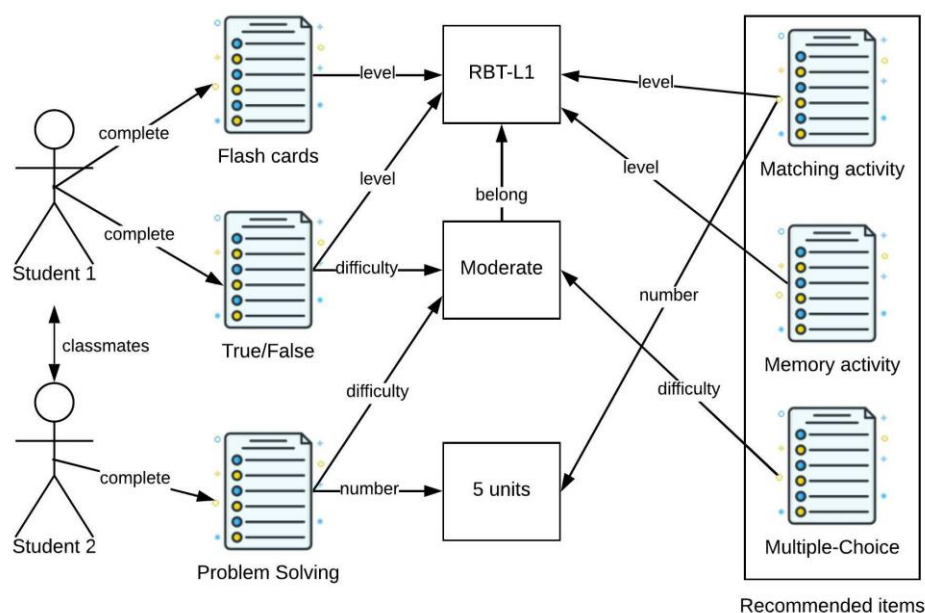 complete
Student 1
complete
classmates
Student 2
complete
Flash cards
True/False
Problem Solving
level
level
difficulty
difficulty
number
RBT-L1
belong
Moderate
5 units
level
level
number
difficulty
Matching activity
Memory activity
Multiple-Choice
Recommended items